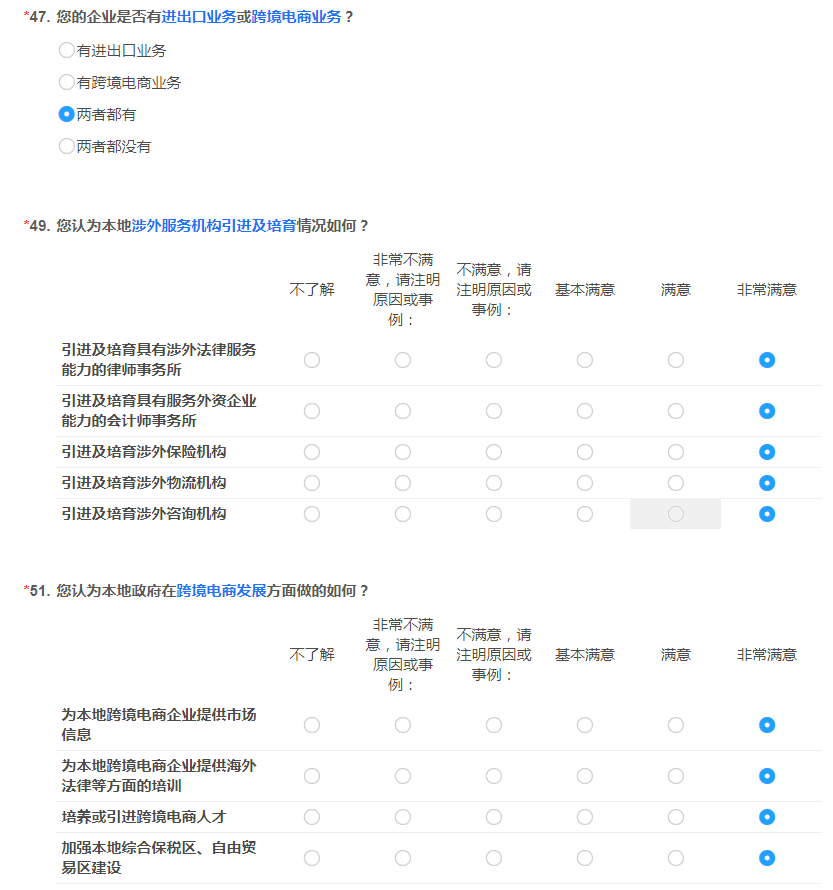 *47. 您的企业是否有进出口业务或跨境电商业务？
有进出口业务
有跨境电商业务
两者都有
两者都没有
*49. 您认为本地涉外服务机构引进及培育情况如何？
不了解
非常不满
意，请注明
原因或事
例：
不满意，请
注明原因或
事例：
基本满意
满意
非常满意
引进及培育具有涉外法律服务
能力的律师事务所
引进及培育具有服务外资企业
能力的会计师事务所
引进及培育涉外保险机构
引进及培育涉外物流机构
引进及培育涉外咨询机构
*51. 您认为本地政府在跨境电商发展方面做的如何？
不了解
非常不满
意，请注明
原因或事
例：
不满意，请
注明原因或
事例：
基本满意
满意
非常满意
为本地跨境电商企业提供市场
信息
为本地跨境电商企业提供海外
法律等方面的培训
培养或引进跨境电商人才
加强本地综合保税区、自由贸
易区建设